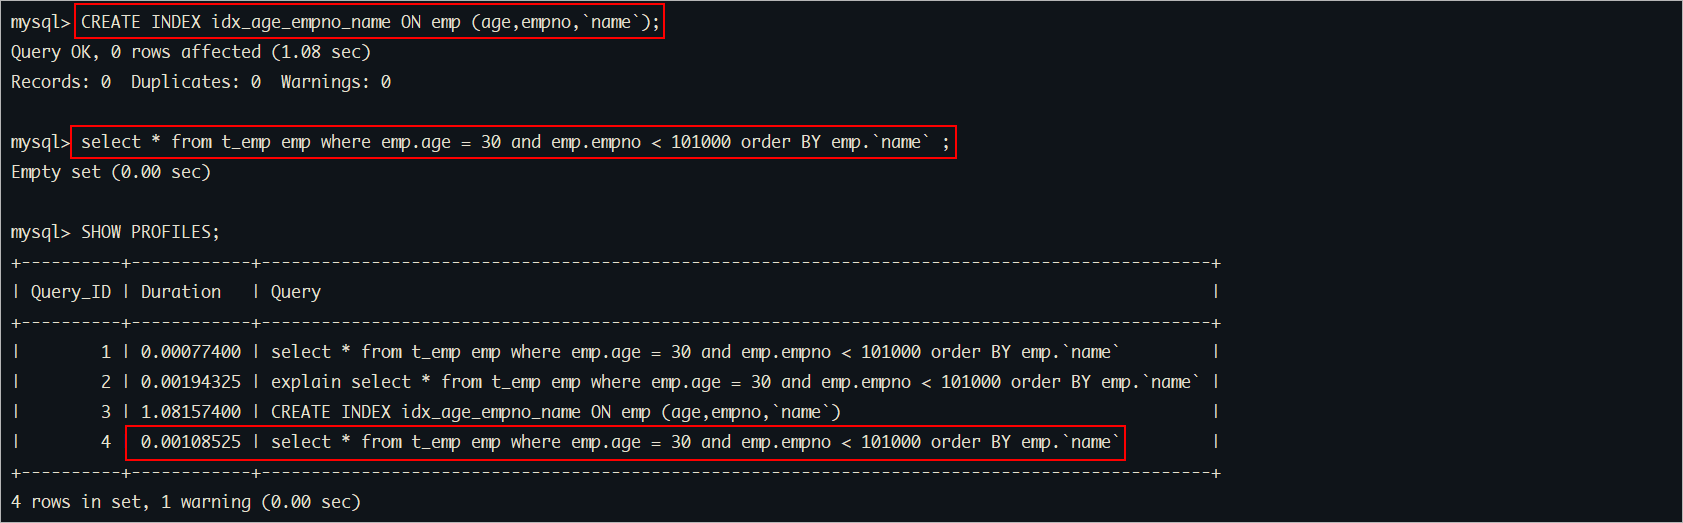 mysql> CREATE INDEX idx_age_empno_name ON emp (age,empno,`name`);
Query OK, 0 rows affected (1.08 sec)
Records: 0  Duplicates: 0  Warnings: 0
mysql> select * from t_emp emp where emp.age = 30 and emp.empno < 101000 order BY emp.`name` ;
Empty set (0.00 sec)
mysql> SHOW PROFILES;
+----------+------------+-----------------------------------------------------------------------------------------------+
| Query_ID | Duration   | Query                                                                                         |
+----------+------------+-----------------------------------------------------------------------------------------------+
|        1 | 0.00077400 | select * from t_emp emp where emp.age = 30 and emp.empno < 101000 order BY emp.`name`         |
|        2 | 0.00194325 | explain select * from t_emp emp where emp.age = 30 and emp.empno < 101000 order BY emp.`name` |
|        3 | 1.08157400 | CREATE INDEX idx_age_empno_name ON emp (age,empno,`name`)                                     |
|        4 | 0.00108525 | select * from t_emp emp where emp.age = 30 and emp.empno < 101000 order BY emp.`name`         |
+----------+------------+-----------------------------------------------------------------------------------------------+
4 rows in set, 1 warning (0.00 sec)